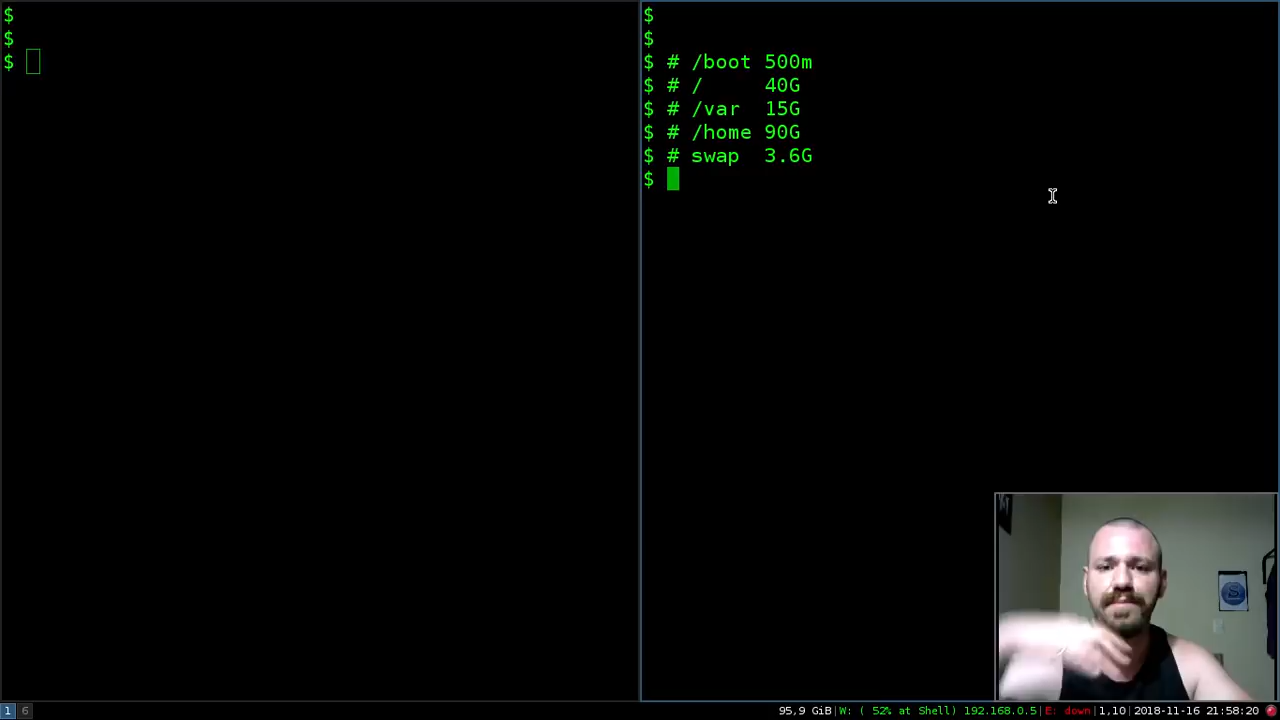 $
$
$
$
$
$ # /boot 500m
$ # / 40G
$ # /var 15G
$ # /home 90G
$ # swap 3.6G
$
1 6
95,9 GiB|W: ( 52% at Shell) 192.168.0.5|E: down|1,10|2018-11-16 21:58:20